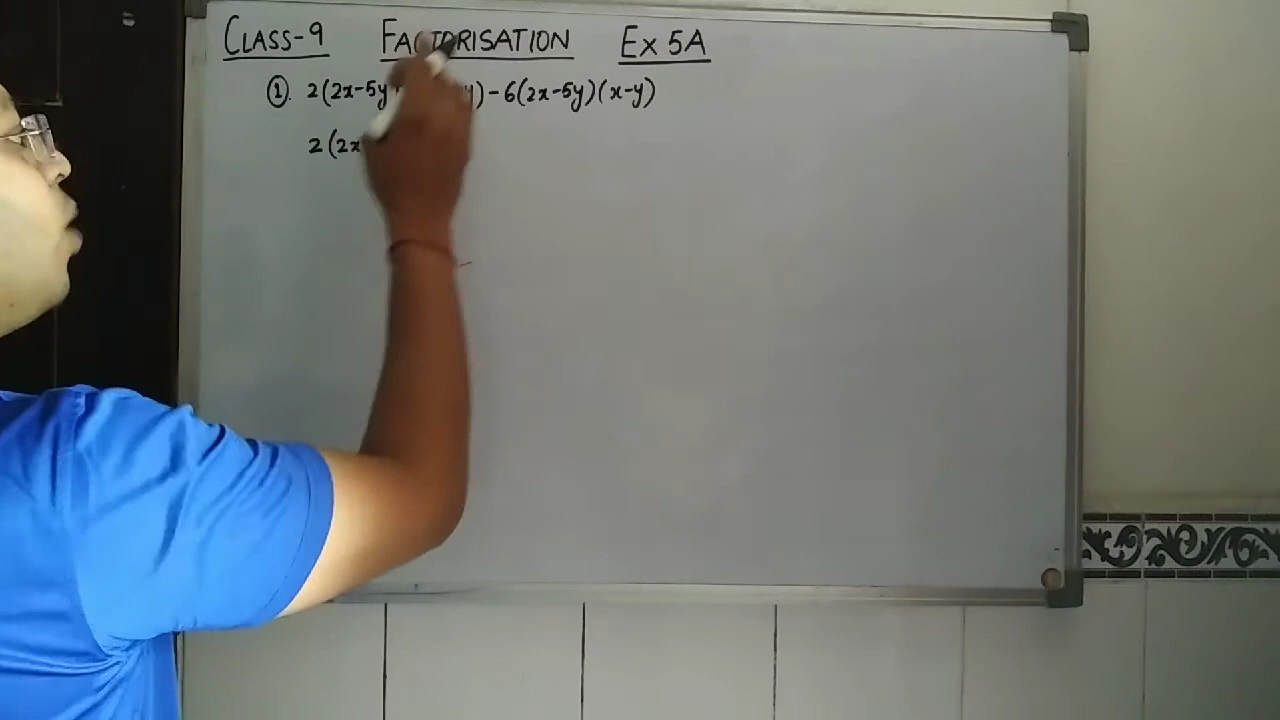 CLASS-9 FACTORISATION Ex 5A
①. 2(2x-5y y) - 6(2x-5y)(x-y)
2(2x